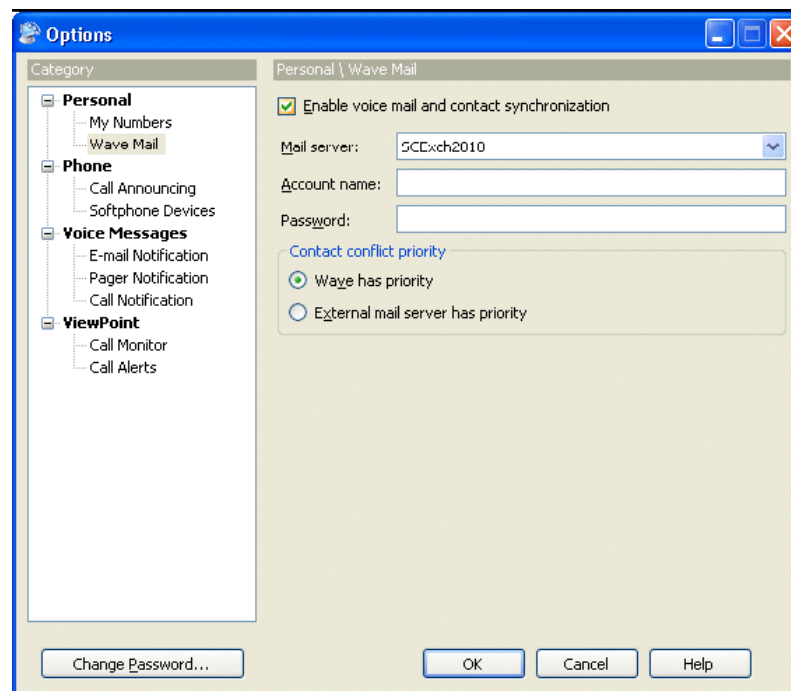 Options
Category
Personal
My Numbers
Wave Mail
Phone
Call Announcing
Softphone Devices
Voice Messages
E-mail Notification
Pager Notification
Call Notification
ViewPoint
Call Monitor
Call Alerts
Personal \ Wave Mail
Enable voice mail and contact synchronization
Mail server: SCExch2010
Account name:
Password:
Contact conflict priority
Wave has priority
External mail server has priority
Change Password... OK Cancel Help